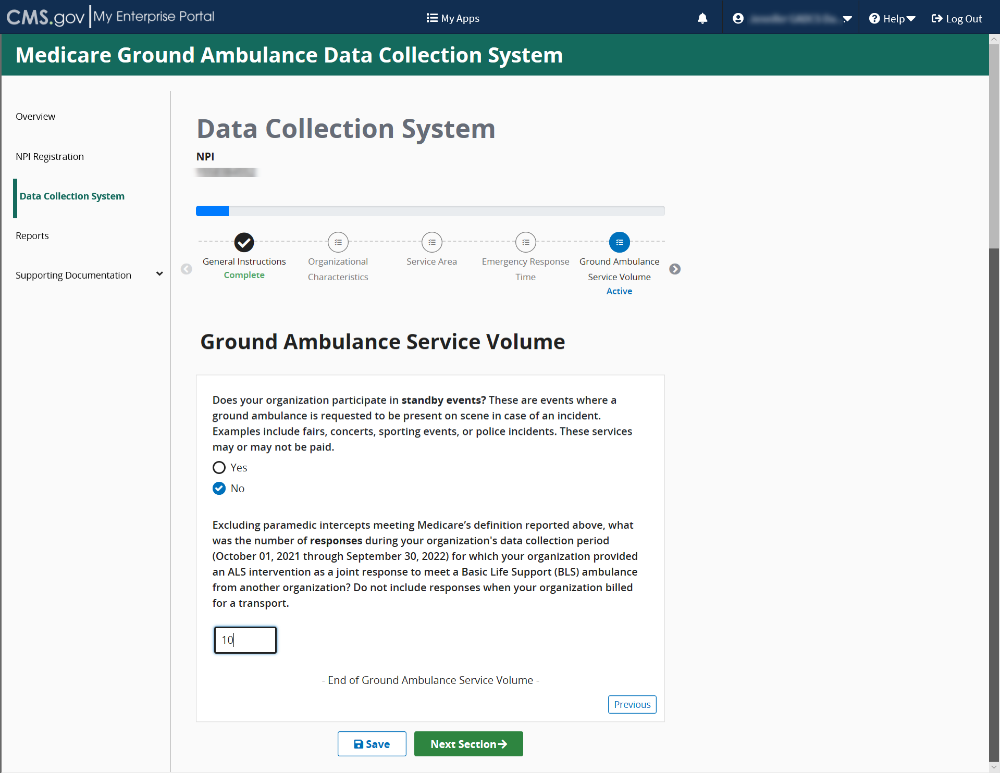 CMS.gov My Enterprise Portal
My Apps
Help
Log Out
Medicare Ground Ambulance Data Collection System
Overview
NPI Registration
Data Collection System
Reports
Supporting Documentation
Data Collection System
NPI
General Instructions
Complete
Organizational
Characteristics
Service Area
Emergency Response
Time
Ground Ambulance
Service Volume
Active
Ground Ambulance Service Volume
Does your organization participate in standby events? These are events where a
ground ambulance is requested to be present on scene in case of an incident.
Examples include fairs, concerts, sporting events, or police incidents. These services
may or may not be paid.
Yes
No
Excluding paramedic intercepts meeting Medicare’s definition reported above, what
was the number of responses during your organization's data collection period
(October 01, 2021 through September 30, 2022) for which your organization provided
an ALS intervention as a joint response to meet a Basic Life Support (BLS) ambulance
from another organization? Do not include responses when your organization billed
for a transport.
10
- End of Ground Ambulance Service Volume -
Previous
Save
Next Section